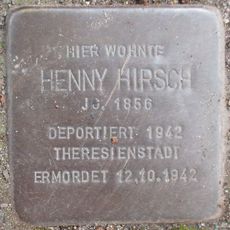 HIER WOHNTE
HENNY HIRSCH
JG. 1856
DEPORTIERT 1942
THERESIENSTADT
ERMORDET 12.10.1942